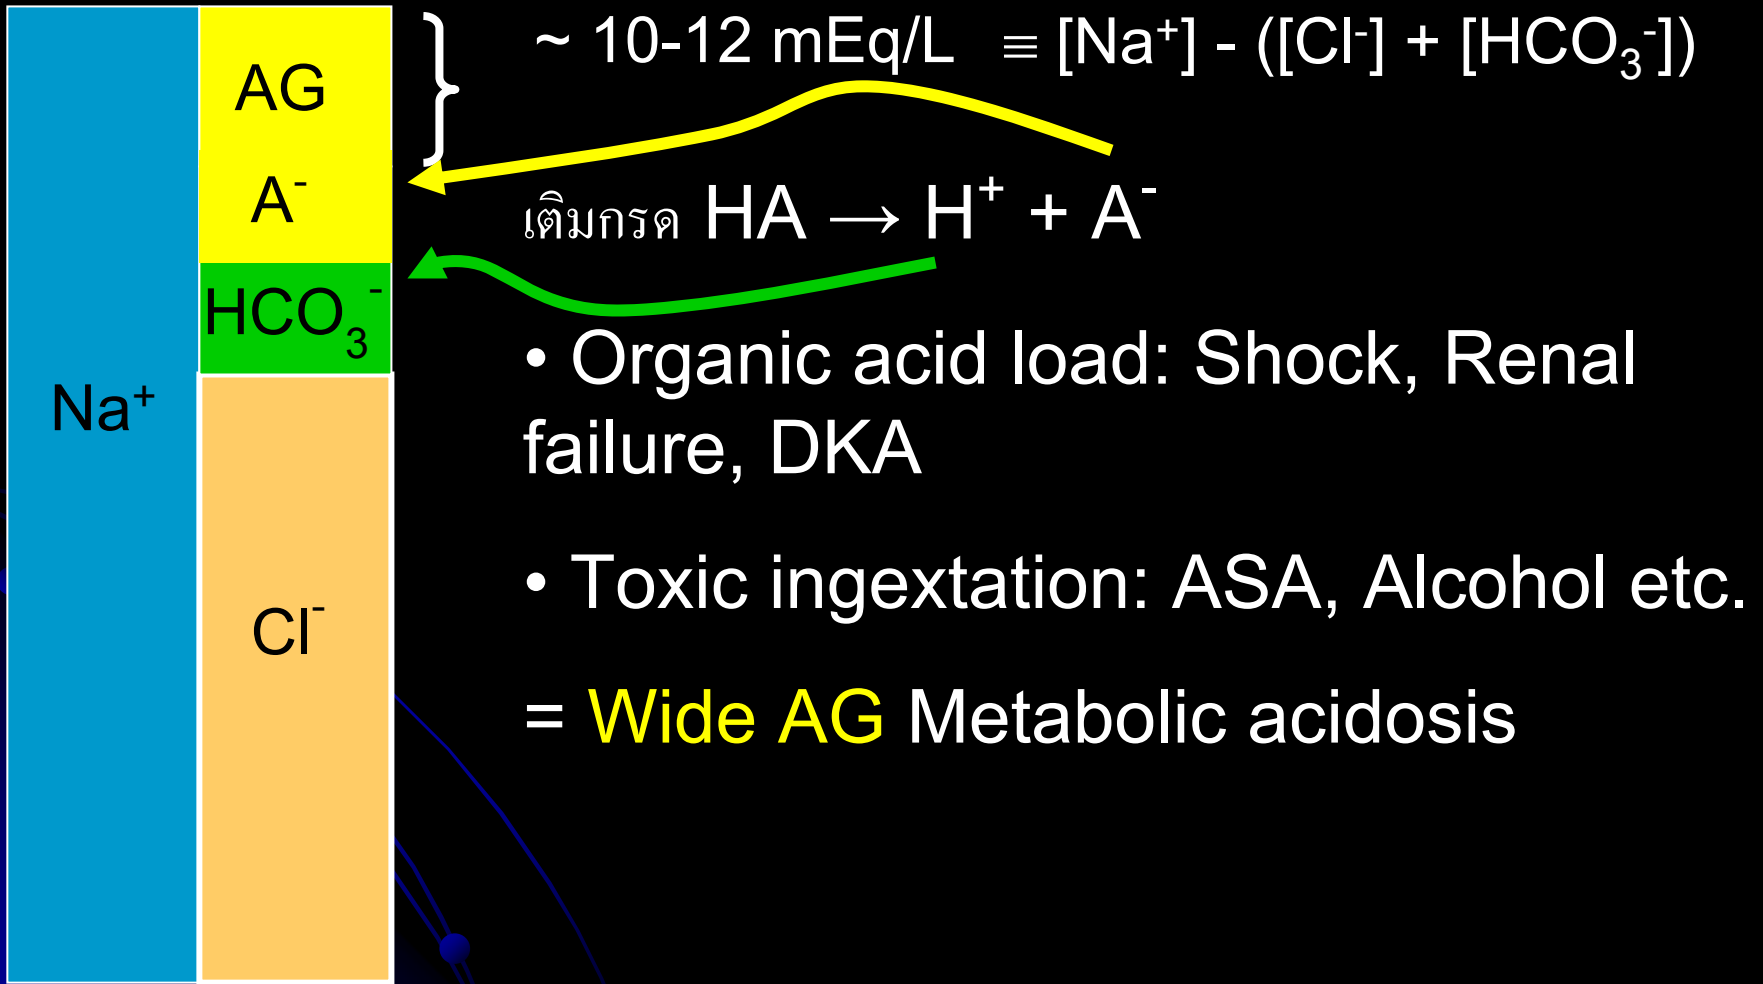 AG
~ 10-12 mEq/L ≡ [Na⁺] - ([Cl⁻] + [HCO₃⁻])
A⁻
เติมกรด HA → H⁺ + A⁻
HCO₃⁻
Na⁺
Cl⁻
• Organic acid load: Shock, Renal
failure, DKA
• Toxic ingextation: ASA, Alcohol etc.
= Wide AG Metabolic acidosis